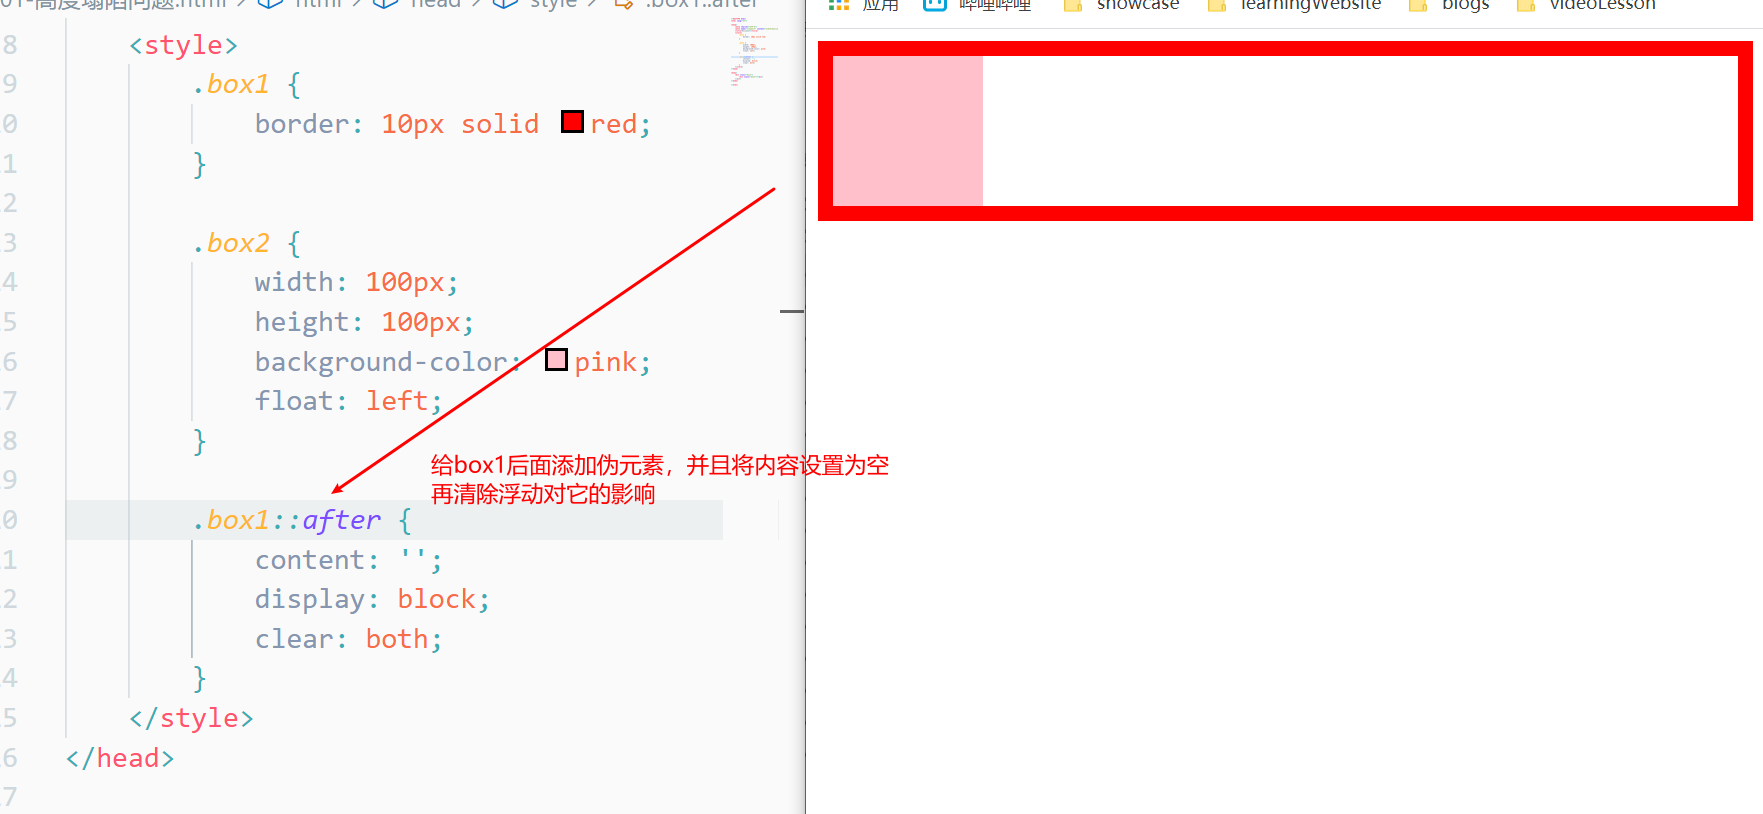 01-高度塌陷问题.html > html > head > style > .box1::after
8 <style>
9 .box1 {
0 border: 10px solid red;
1 }
2
3 .box2 {
4 width: 100px;
5 height: 100px;
6 background-color: pink;
7 float: left;
8 }
9
0 .box1::after {
1 content: '';
2 display: block;
3 clear: both;
4 }
5 </style>
6 </head>
7
给box1后面添加伪元素，并且将内容设置为空
再清除浮动对它的影响
应用 哔哩哔哩 showcase learningWebsite blogs videoLesson